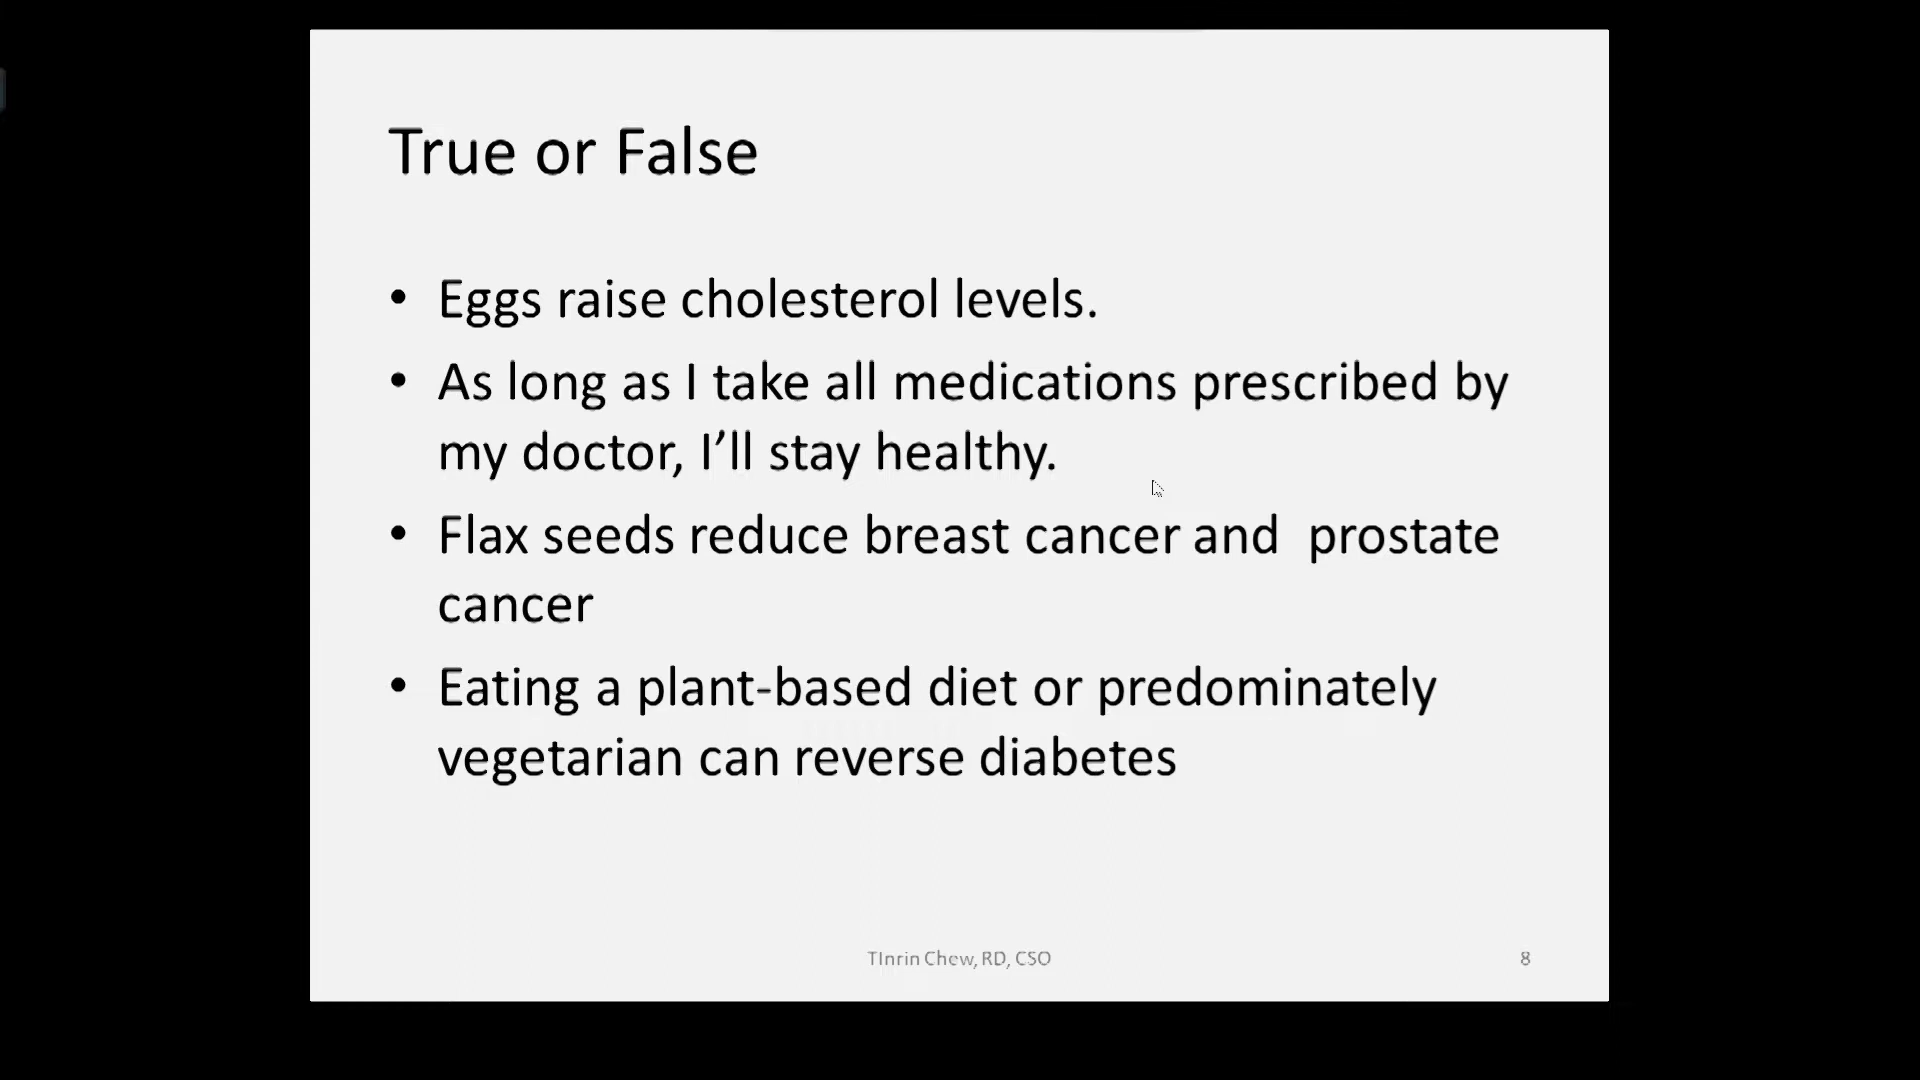 True or False
• Eggs raise cholesterol levels.
• As long as I take all medications prescribed by
my doctor, I’ll stay healthy.
• Flax seeds reduce breast cancer and  prostate
cancer
• Eating a plant-based diet or predominately
vegetarian can reverse diabetes
TInrin Chew, RD, CSO
8